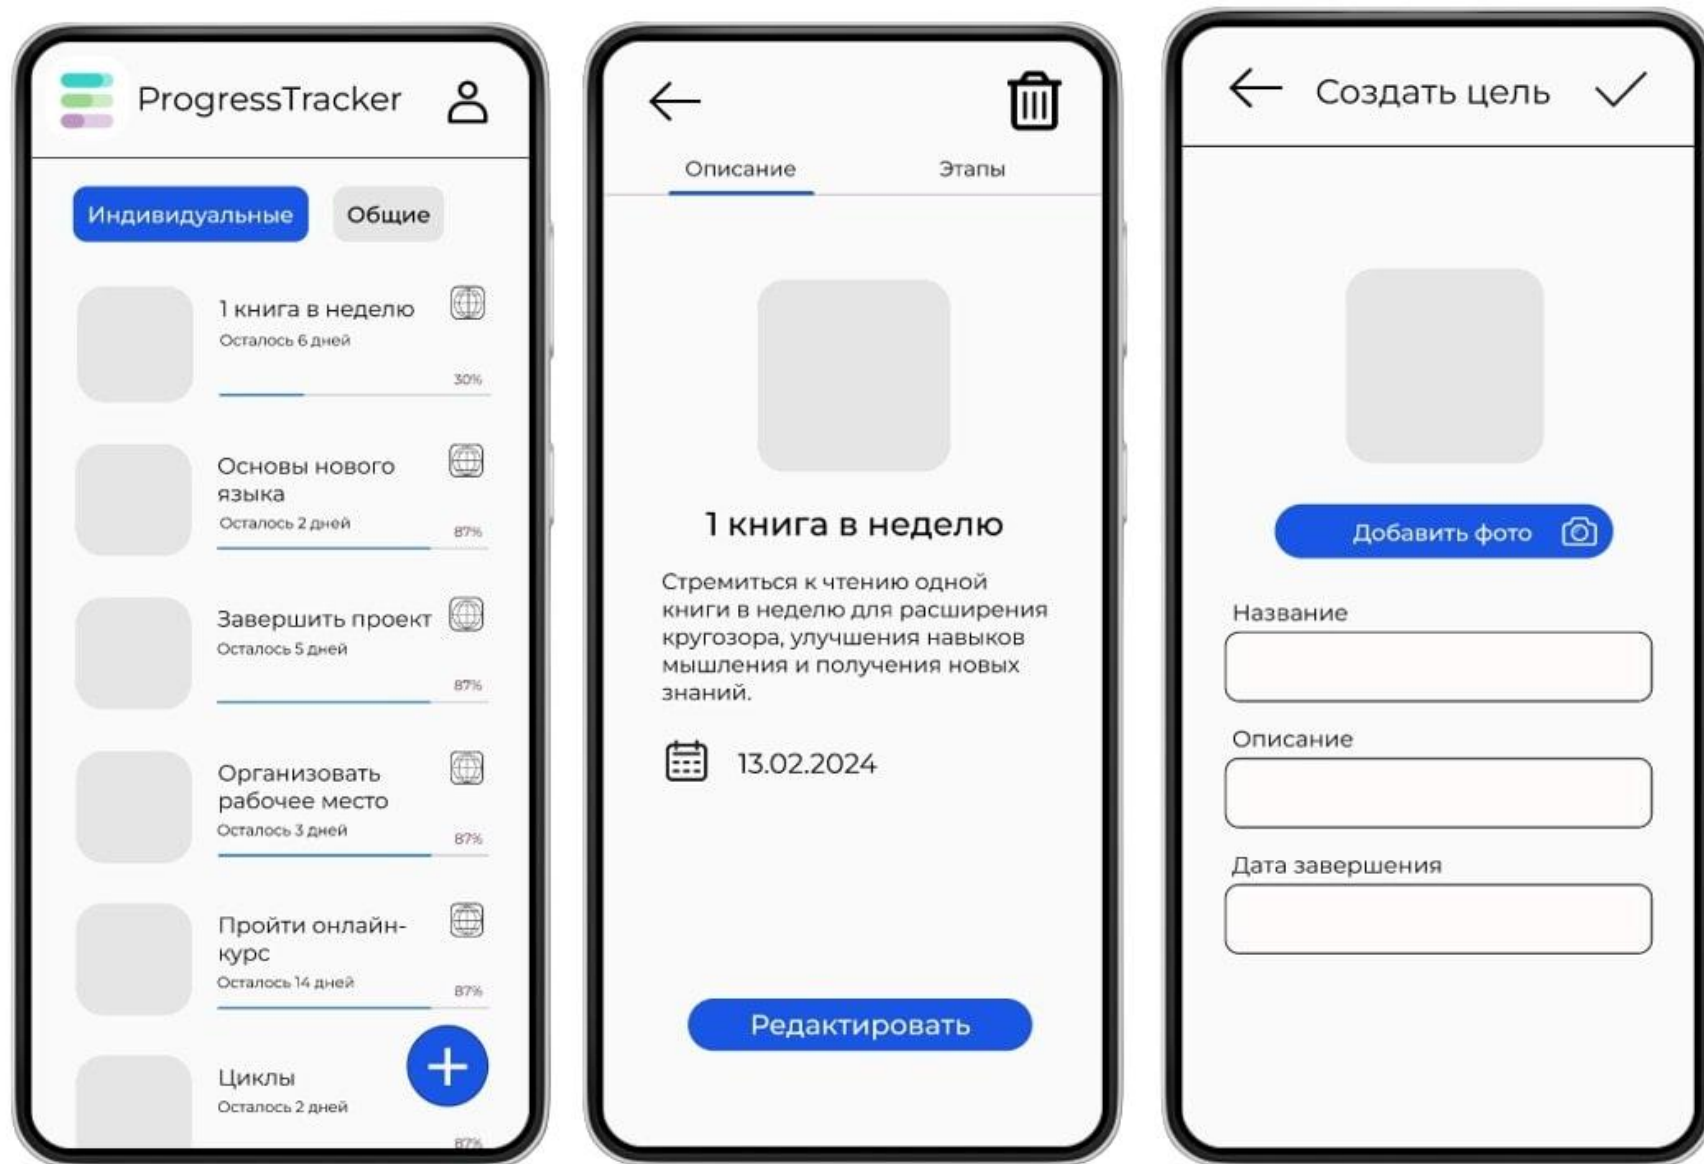 ProgressTracker
Индивидуальные
Общие
1 книга в неделю
Осталось 6 дней
30%
Основы нового
языка
Осталось 2 дней
87%
Завершить проект
Осталось 5 дней
87%
Организовать
рабочее место
Осталось 3 дней
87%
Пройти онлайн-
курс
Осталось 14 дней
87%
Циклы
Осталось 2 дней
87%
Описание
Этапы
1 книга в неделю
Стремиться к чтению одной
книги в неделю для расширения
кругозора, улучшения навыков
мышления и получения новых
знаний.
13.02.2024
Редактировать
Создать цель
Добавить фото
Название
Описание
Дата завершения